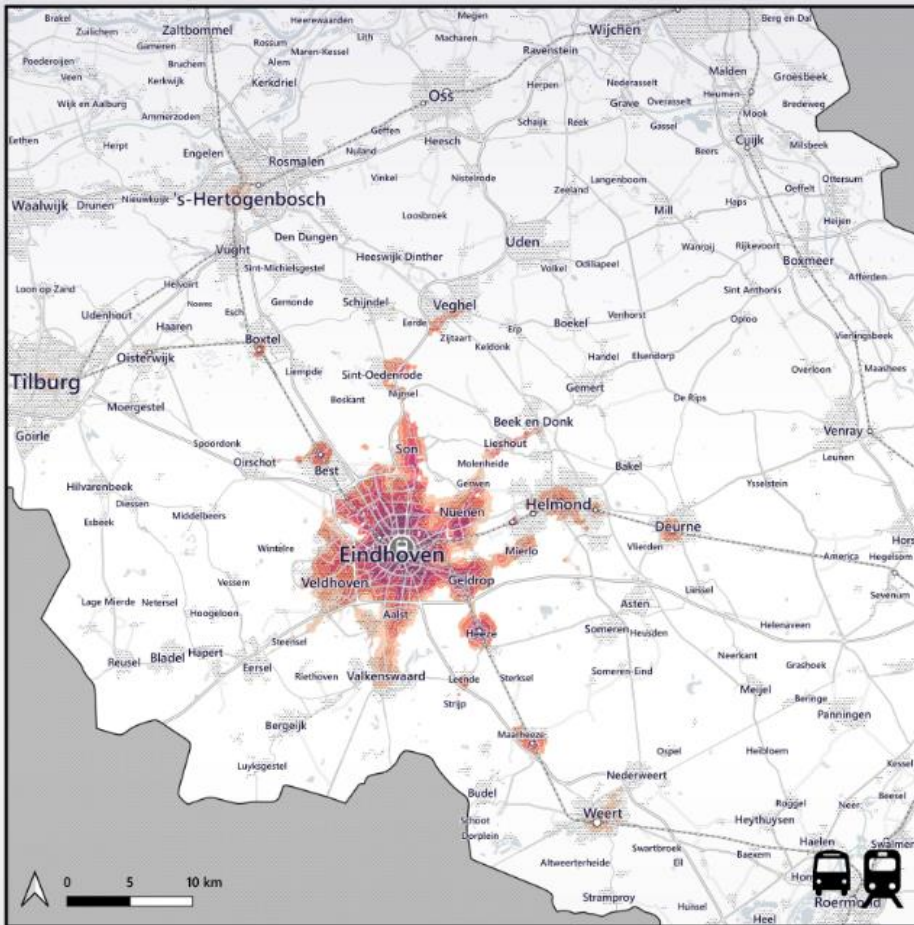 Brakel
Zuilichem
Zaltbommel
Heerewaarden
Lith
Megen
Macharen
Ravenstein
Wijchen
Berg en Dal
Poederoijen
Gameren
Bruchem
Rossum
Maren-Kessel
Veen
Kerkwijk
Alem
Kerkdriel
Oss
Herpen
Nederasselt
Malden
Heumen
Groesbeek
Wijk en Aalburg
Ammerzoden
Grave
Overasselt
Mook
Bredeweg
Eethen
Herpt
Engelen
Rosmalen
Geffen
Nuland
Heesch
Schaijk
Reek
Gassel
Beers
Cuijk
Milsbeek
Vinkel
Nistelrode
Zeeland
Langenboom
Oeffelt
Ottersum
Waalwijk
Drunen
Nieuwkuijk
's-Hertogenbosch
Loosbroek
Mill
Haps
Heijen
Vught
Den Dungen
Uden
Wanroij
Rijkevoort
Sint-Michielsgestel
Heeswijk Dinther
Volkel
Odiliapeel
Boxmeer
Afferden
Loon op Zand
Helvoirt
Gemonde
Schijndel
Veghel
Sint Anthonis
Udenhout
Esch
Eerde
Erp
Boekel
Venhorst
Oploo
Vierlingsbeek
Haaren
Boxtel
Zijtaart
Keldonk
Oisterwijk
Handel
Elsendorp
Overloon
Maashees
Tilburg
Liempde
Sint-Oedenrode
Gemert
Moergestel
Boskant
Nijnsel
De Rips
Goirle
Beek en Donk
Venray
Spoordonk
Son
Lieshout
Leunen
Oirschot
Best
Molenheide
Bakel
Ysselsteyn
Hilvarenbeek
Diessen
Gerwen
Esbeek
Middelbeers
Nuenen
Helmond
Deurne
Wintelre
Eindhoven
Mierlo
Vlierden
America
Hegelsom
Vessem
Veldhoven
Geldrop
Sevenum
Lage Mierde
Netersel
Hoogeloon
Aalst
Asten
Liessel
Steensel
Heeze
Someren
Heusden
Helenaveen
Reusel
Bladel
Hapert
Eersel
Neerkant
Grashoek
Riethoven
Valkenswaard
Leende
Sterksel
Someren-Eind
Meijel
Beringe
Strijp
Panningen
Bergeijk
Maarheeze
Ospel
Heibloem
Luyksgestel
Kessel
Nederweert
Budel
Roggel
Neer
Beesel
Schoot
Dorplein
Weert
Heythuysen
Swartbroek
Haelen
Swalmen
Altweerterheide
Ell
Baexem
Stramproy
Hunsel
Heel
Roermond
0 5 10 km